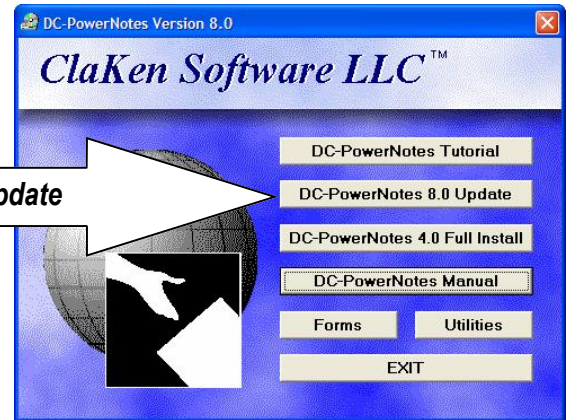 DC-PowerNotes Version 8.0
ClaKen Software LLC™
DC-PowerNotes Tutorial
DC-PowerNotes 8.0 Update
DC-PowerNotes 4.0 Full Install
DC-PowerNotes Manual
Forms Utilities
EXIT